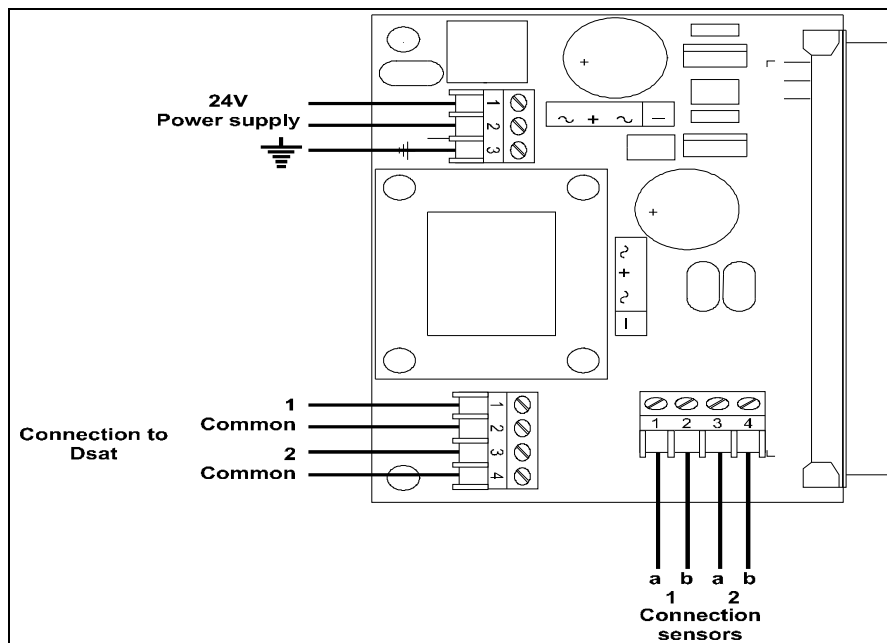 24V
Power supply
1
2
3
+
~ + ~ -
+
~ + ~ -
Connection to
Dsat
1
Common
2
Common
1
2
3
4
1 2 3 4
a b a b
1 2
Connection
sensors